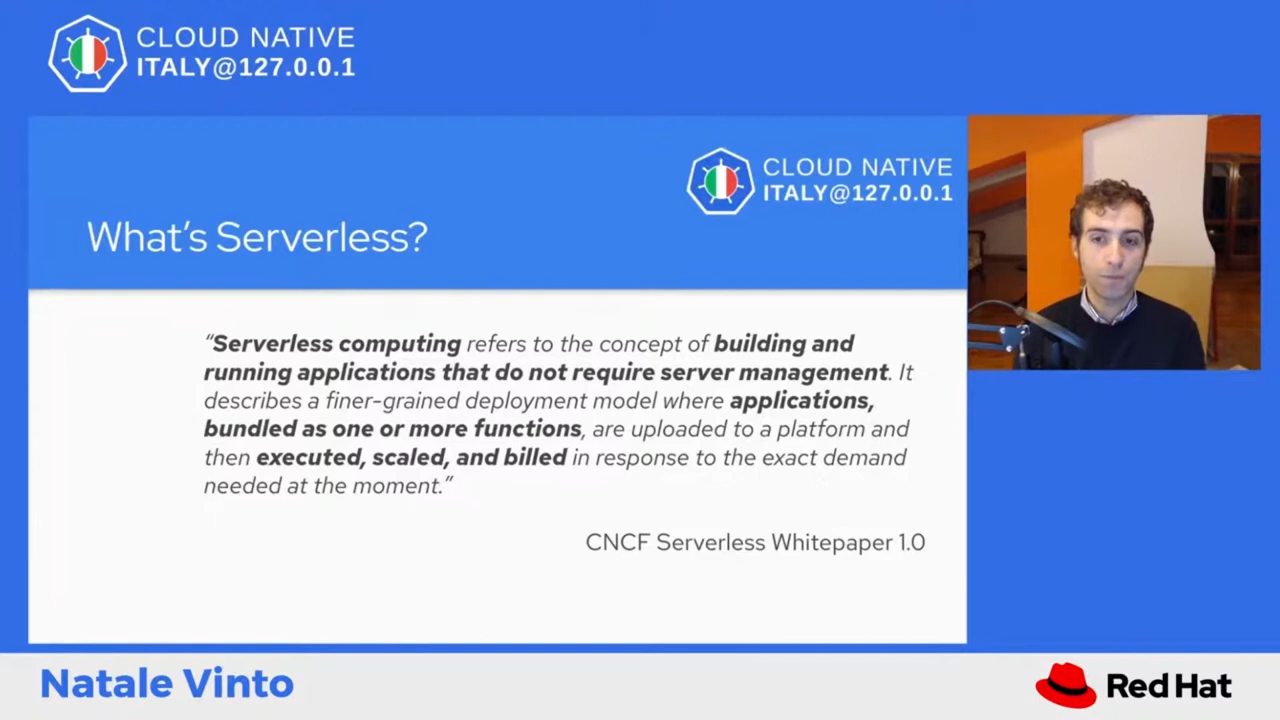 CLOUD NATIVE
ITALY@127.0.0.1
CLOUD NATIVE
ITALY@127.0.0.1
What's Serverless?
“Serverless computing refers to the concept of building and
running applications that do not require server management. It
describes a finer-grained deployment model where applications,
bundled as one or more functions, are uploaded to a platform and
then executed, scaled, and billed in response to the exact demand
needed at the moment.”
CNCF Serverless Whitepaper 1.0
Natale Vinto
Red Hat